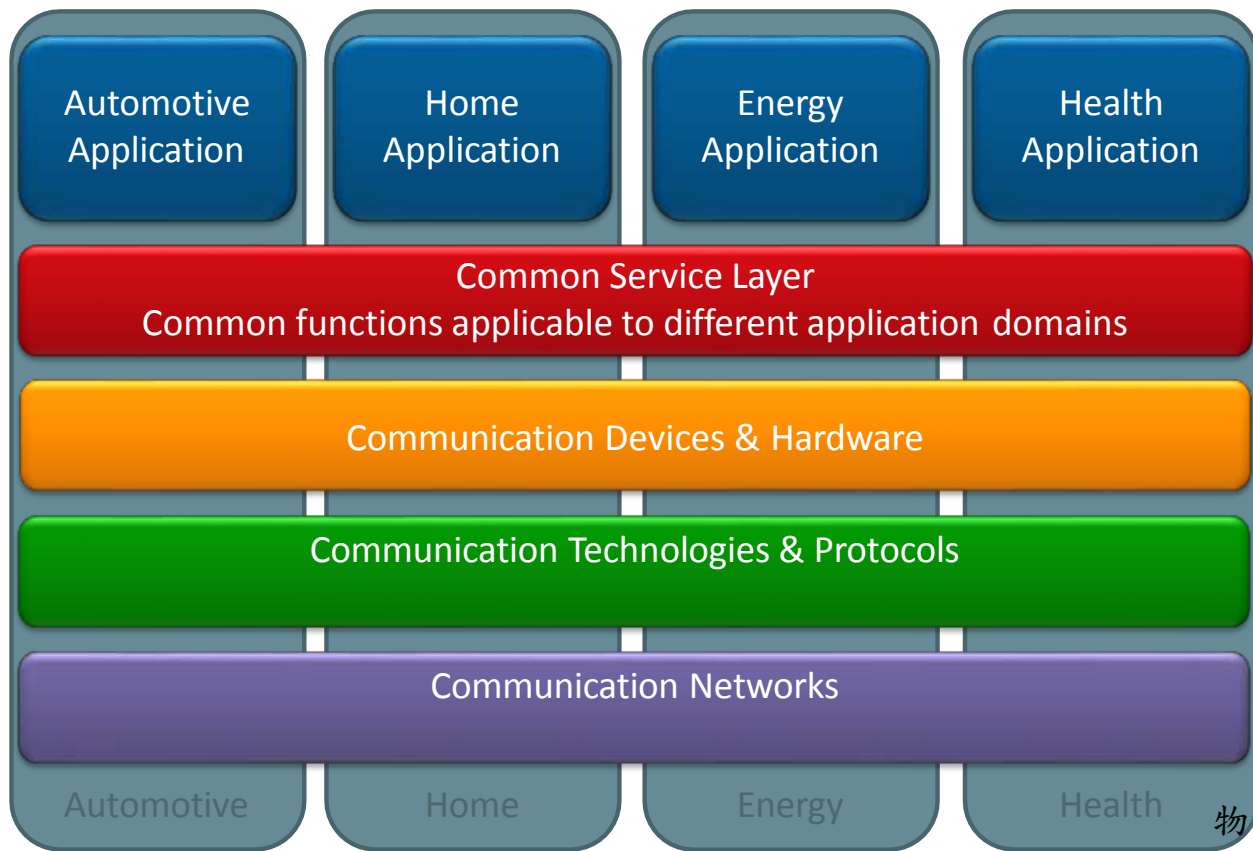 Automotive
Application
Home
Application
Energy
Application
Health
Application
Common Service Layer
Common functions applicable to different application domains
Communication Devices & Hardware
Communication Technologies & Protocols
Communication Networks
Automotive
Home
Energy
Health
物